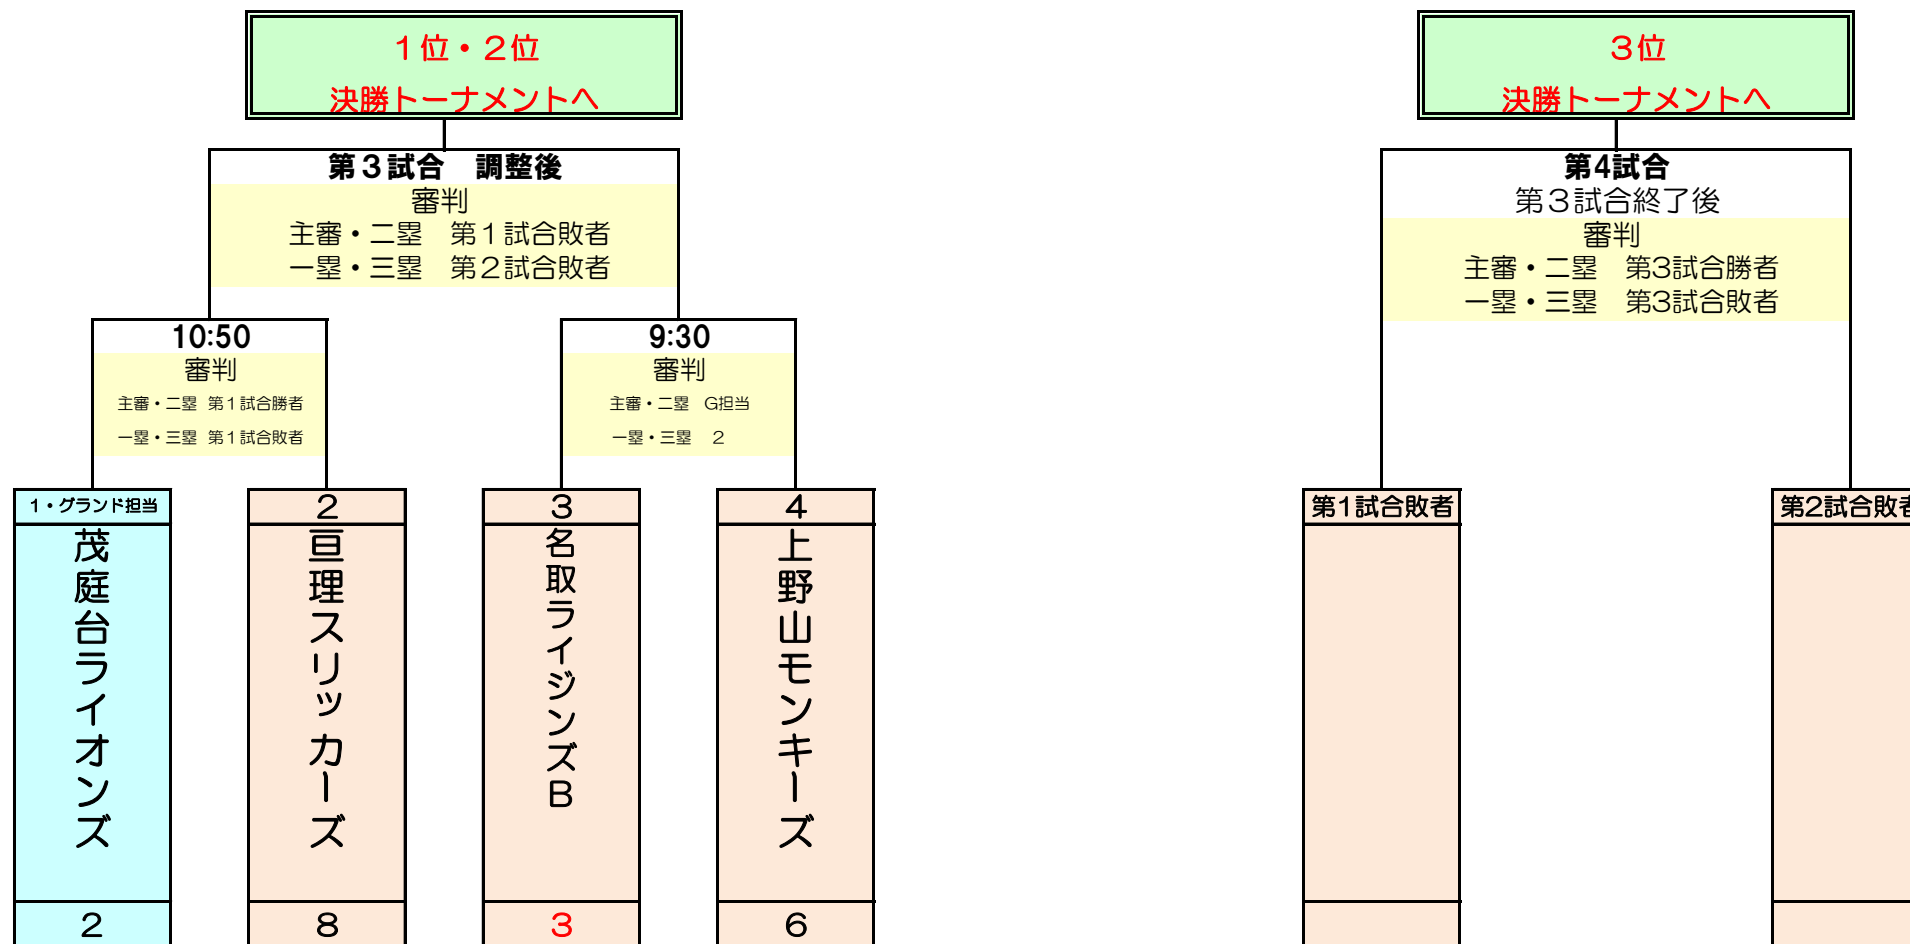 １位・２位
決勝トーナメントへ
第３試合　調整後
審判
主審・二塁　第１試合敗者
一塁・三塁　第２試合敗者
10:50
審判
主審・二塁 第１試合勝者
一塁・三塁 第１試合敗者
9:30
審判
主審・二塁　G担当
一塁・三塁　２
1・グランド担当
茂庭台ライオンズ
2
2
亘理スリッカーズ
8
3
名取ライジンズB
3
4
上野山モンキーズ
6
３位
決勝トーナメントへ
第4試合
第３試合終了後
審判
主審・二塁　第3試合勝者
一塁・三塁　第3試合敗者
第1試合敗者
第2試合敗者